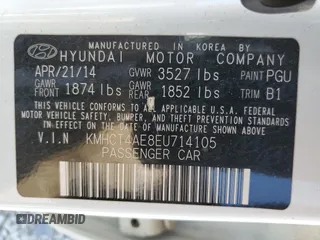 MANUFACTURED IN KOREA BY
HYUNDAI MOTOR COMPANY
APR/21/14 GVWR 3527 lbs PAINT PGU
GAWR FRONT 1874 lbs GAWR REAR 1852 lbs TRIM B1
THIS VEHICLE CONFORMS TO ALL APPLICABLE U.S.A. FEDERAL
MOTOR VEHICLE SAFETY, BUMPER, AND THEFT PREVENTION STANDARDS
IN EFFECT ON THE DATE OF MANUFACTURE SHOWN ABOVE.
V.I.N KMHCT4AE8EU714105
PASSENGER CAR
©DREAMBID